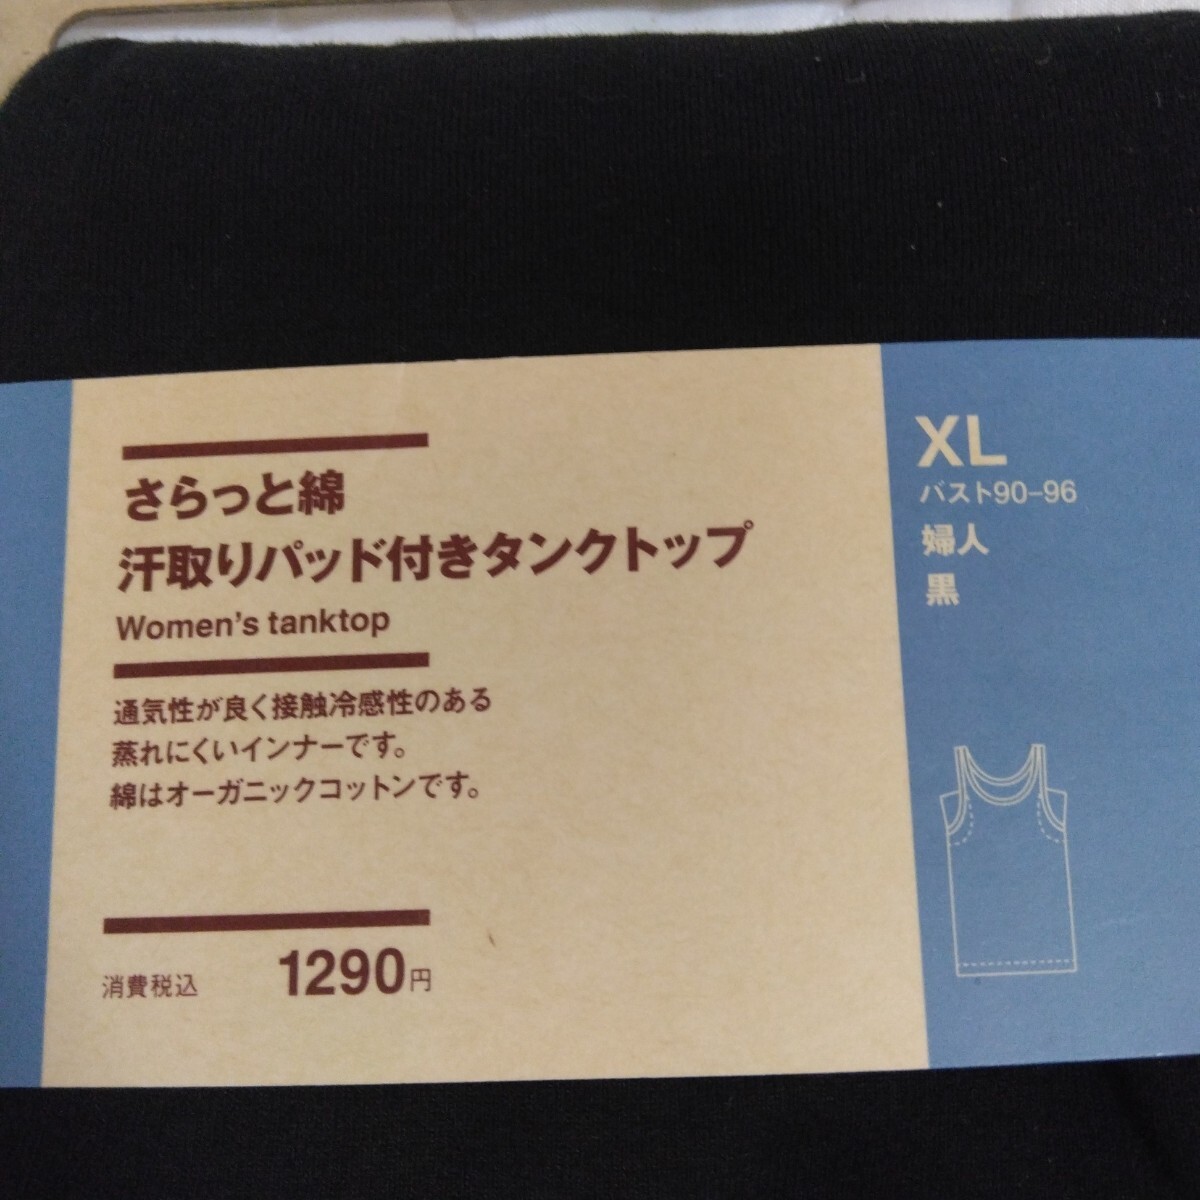 さらっと綿
汗取りパッド付きタンクトップ
Women's tanktop
通気性が良く接触冷感性のある
蒸れにくいインナーです。
綿はオーガニックコットンです。
消費税込 1290円
XL
バスト90-96
婦人
黒